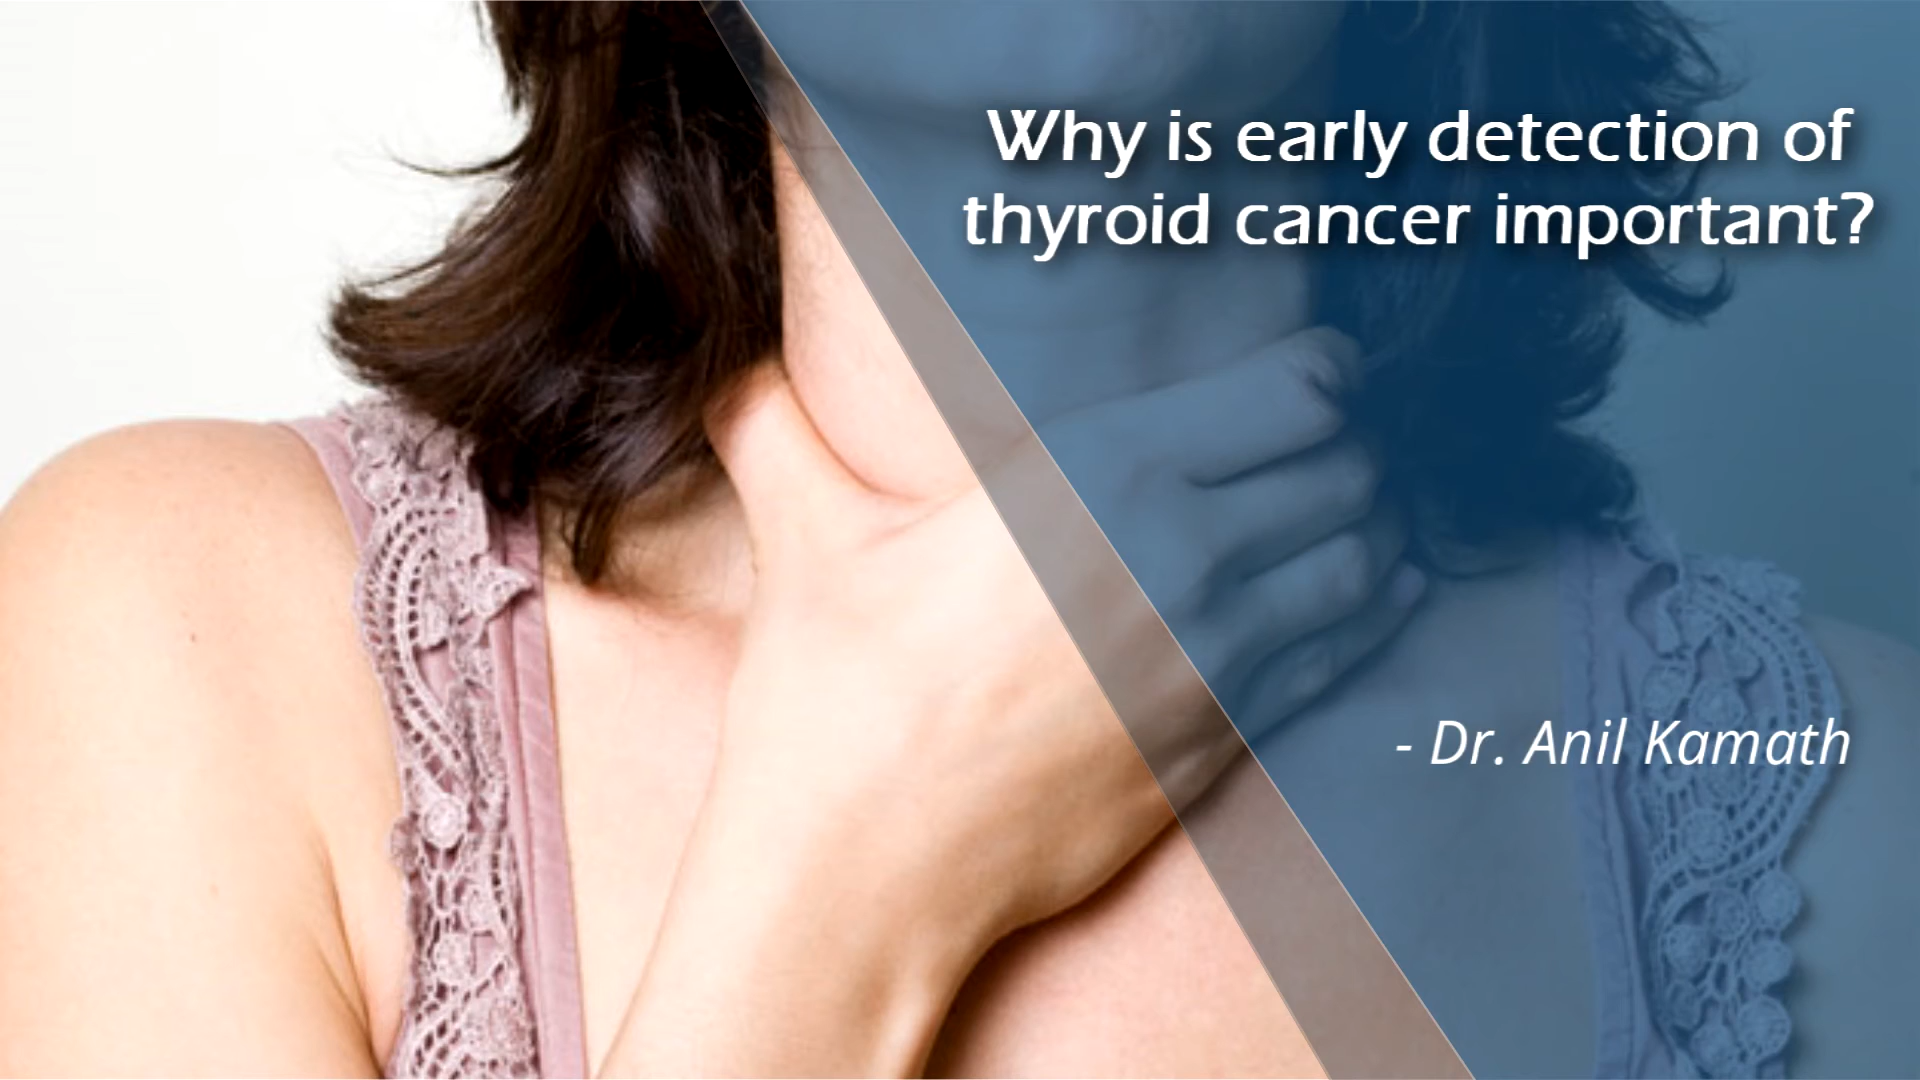 Why is early detection of
thyroid cancer important?
- Dr. Anil Kamath